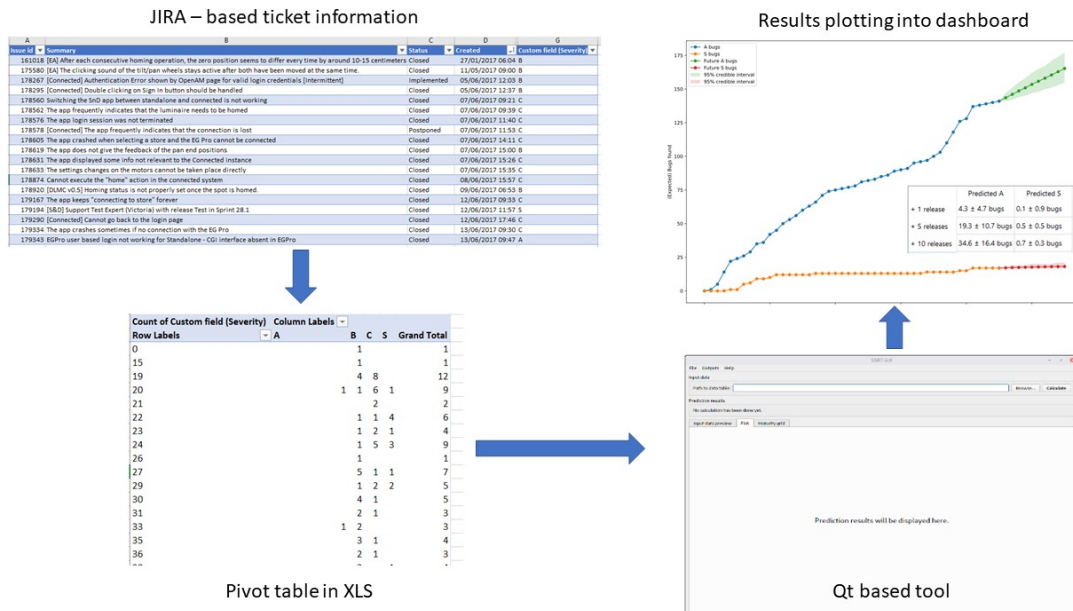 JIRA – based ticket information
A B C D G
Issue id Summary Status Created Custom field (Severity)
161018 [EA] After each consecutive homing operation, the zero position seems to differ every time by around 10-15 centimeters Closed 27/01/2017 06:04 B
175580 [EA] The clicking sound of the tilt/pan wheels stays active after both have been moved at the same time. Closed 11/05/2017 09:00 B
178267 [Connected] Authentication Error shown by OpenAM page for valid login credentials [Intermittent] Implemented 05/06/2017 12:03 B
178295 [Connected] Double clicking on Sign In button should be handled Closed 05/06/2017 12:37 B
178560 Switching the SnD app between standalone and connected is not working Closed 07/06/2017 09:21 C
178562 The app frequently indicates that the luminaire needs to be homed Closed 07/06/2017 09:39 C
178576 The app login session was not terminated Closed 07/06/2017 11:40 C
178578 [Connected] The app frequently indicates that the connection is lost Postponed 07/06/2017 11:53 C
178605 The app crashed when selecting a store and the EG Pro cannot be connected Closed 07/06/2017 14:11 C
178619 The app does not give the feedback of the pan end positions Closed 07/06/2017 15:00 B
178631 The app displayed some info not relevant to the Connected instance Closed 07/06/2017 15:26 C
178633 The settings changes on the motors cannot be taken place directly Closed 07/06/2017 15:35 C
178874 Cannot execute the "home" action in the connected system Closed 08/06/2017 15:57 C
178920 [DLMC v0.5] Homing status is not properly set once the spot is homed. Closed 09/06/2017 06:53 B
179167 The app keeps "connecting to store" forever Closed 12/06/2017 09:33 C
179194 [S&D] Support Test Expert (Victoria) with release Test in Sprint 28.1 Closed 12/06/2017 11:57 S
179290 [Connected] Cannot go back to the login page Closed 12/06/2017 17:46 C
179334 The app crashes sometimes if no connection with the EG Pro Closed 13/06/2017 09:30 C
179343 EGPro user based login not working for Standalone - CGI interface absent in EGPro Closed 13/06/2017 09:47 A
Count of Custom field (Severity) Column Labels
Row Labels A B C S Grand Total
0 1 1
15 1 1
19 4 8 12
20 1 1 6 1 9
21 2 2
22 1 1 4 6
23 1 2 1 4
24 1 5 3 9
26 1 1
27 5 1 1 7
29 1 2 2 5
30 4 1 5
31 2 1 3
33 1 2 3
35 3 1 4
36 2 1 3
Pivot table in XLS
Results plotting into dashboard
A bugs
S bugs
Future A bugs
Future S bugs
95% credible interval
95% credible interval
175
150
125
100
75
50
25
0
(Expected) Bugs found
Predicted A Predicted S
+ 1 release 4.3 ± 4.7 bugs 0.1 ± 0.9 bugs
+ 5 releases 19.3 ± 10.7 bugs 0.5 ± 0.5 bugs
+ 10 releases 34.6 ± 16.4 bugs 0.7 ± 0.3 bugs
File Outputs Help
Input data
Path to data table: Browse... Calculate
Prediction results
No calculation has been done yet.
Input data preview Plot Maturity grid
Prediction results will be displayed here.
Qt based tool